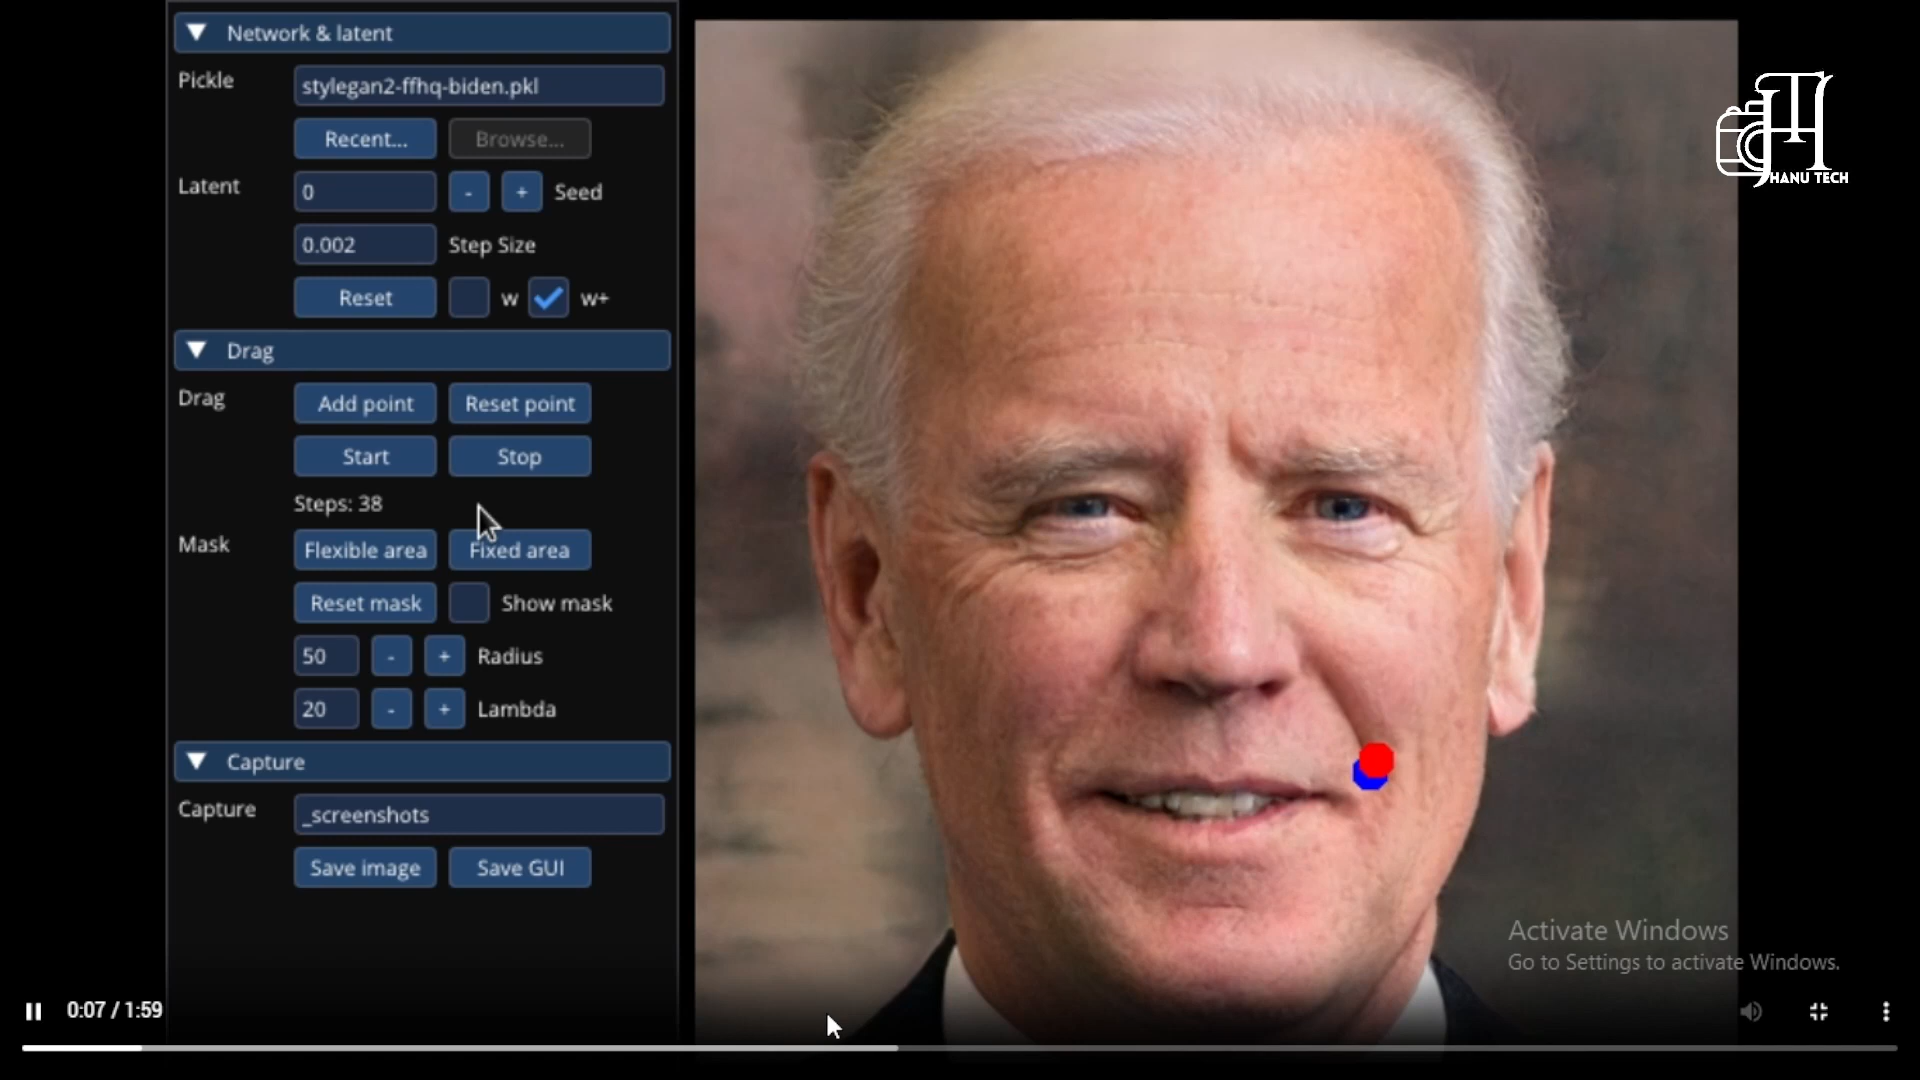 Network & latent
Pickle
stylegan2-ffhq-biden.pkl
Recent...
Browse...
Latent
0
-
+
Seed
0.002
Step Size
Reset
w
w+
Drag
Drag
Add point
Reset point
Start
Stop
Steps: 38
Mask
Flexible area
Fixed area
Reset mask
Show mask
50
-
+
Radius
20
-
+
Lambda
Capture
Capture
_screenshots
Save image
Save GUI
JH
HANU TECH
Activate Windows
Go to Settings to activate Windows.
0:07 / 1:59